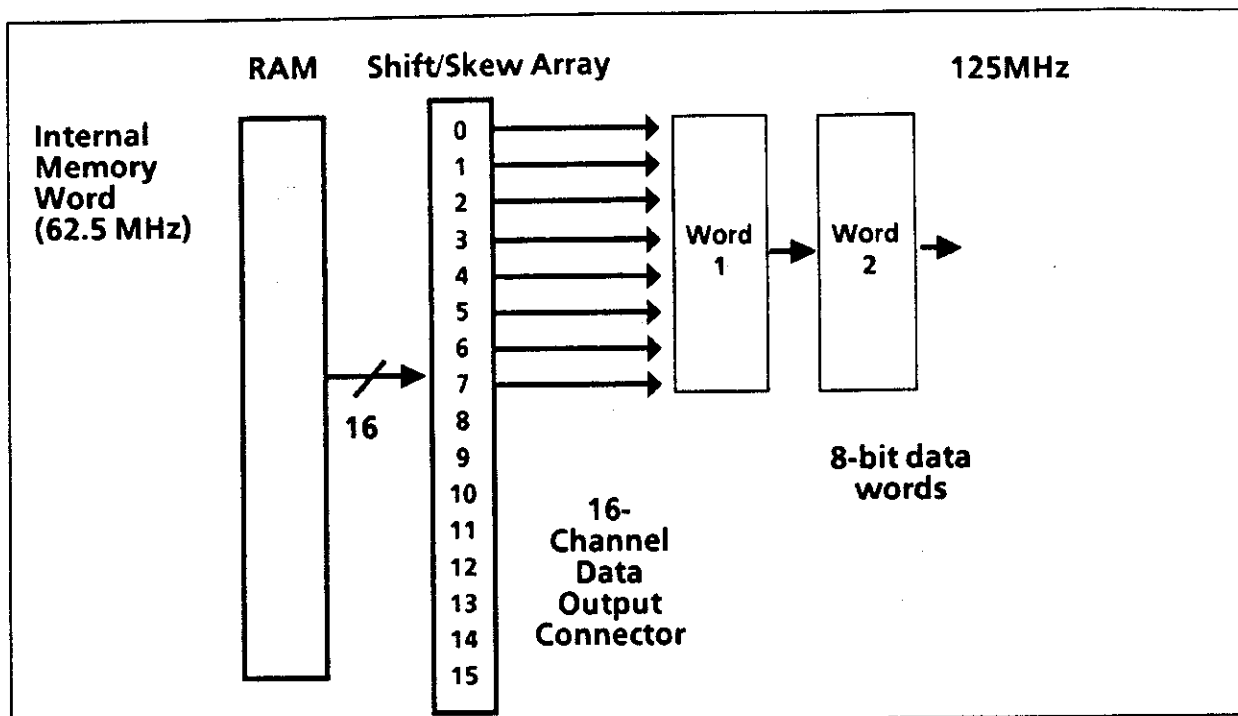 RAM
Shift/Skew Array
125MHz
Internal
Memory
Word
(62.5 MHz)
0
1
2
3
4
5
6
7
8
9
10
11
12
13
14
15
16
Word
1
Word
2
8-bit data
words
16-
Channel
Data
Output
Connector